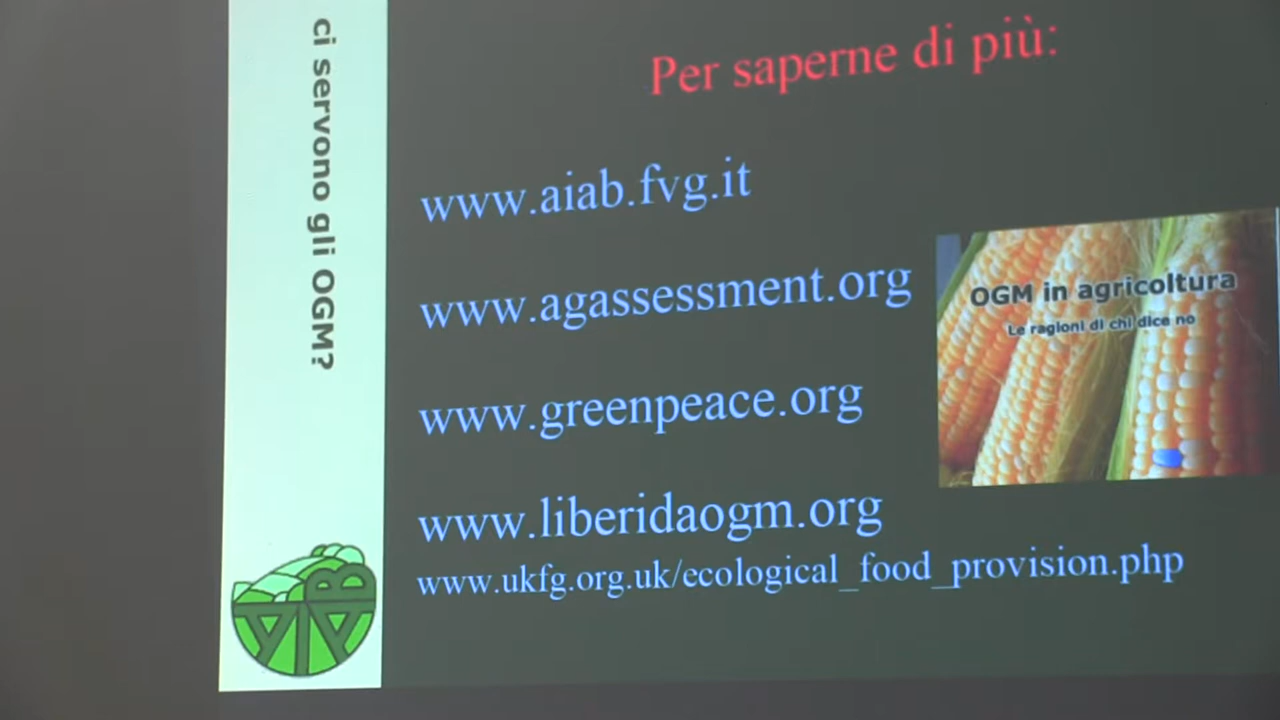 ci servono gli OGM?
Per saperne di più:
www.aiab.fvg.it
www.agassessment.org
www.greenpeace.org
www.liberidaogm.org
www.ukfg.org.uk/ecological_food_provision.php
OGM in agricoltura
Le ragioni di chi dice no
AIAB